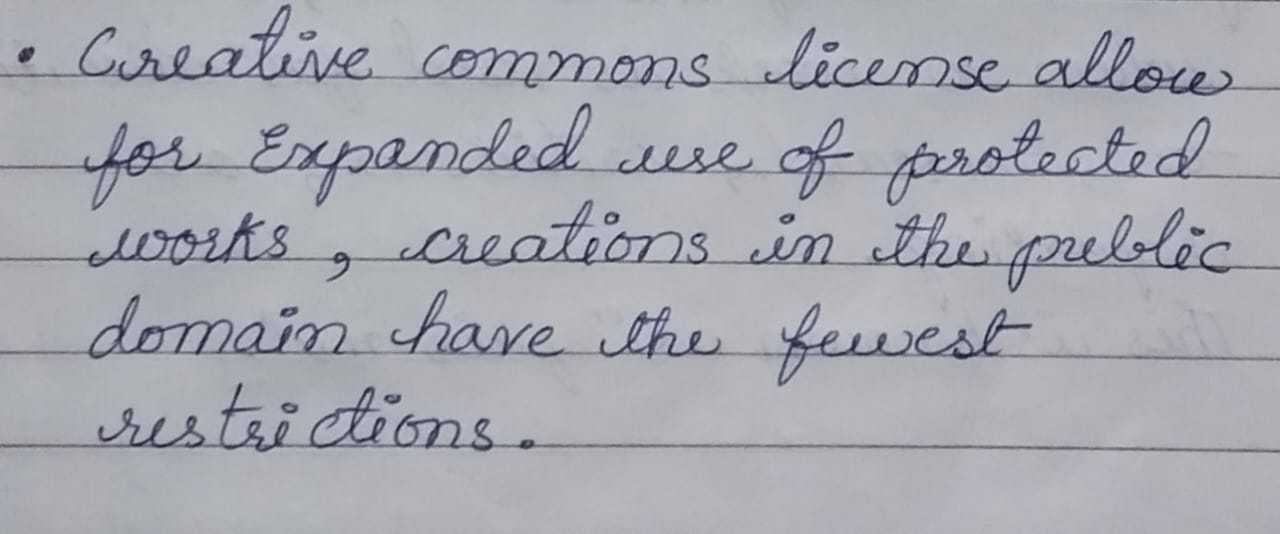 • Creative commons license allow
for Expanded use of protected
works, creations in the public
domain have the fewest
restrictions.